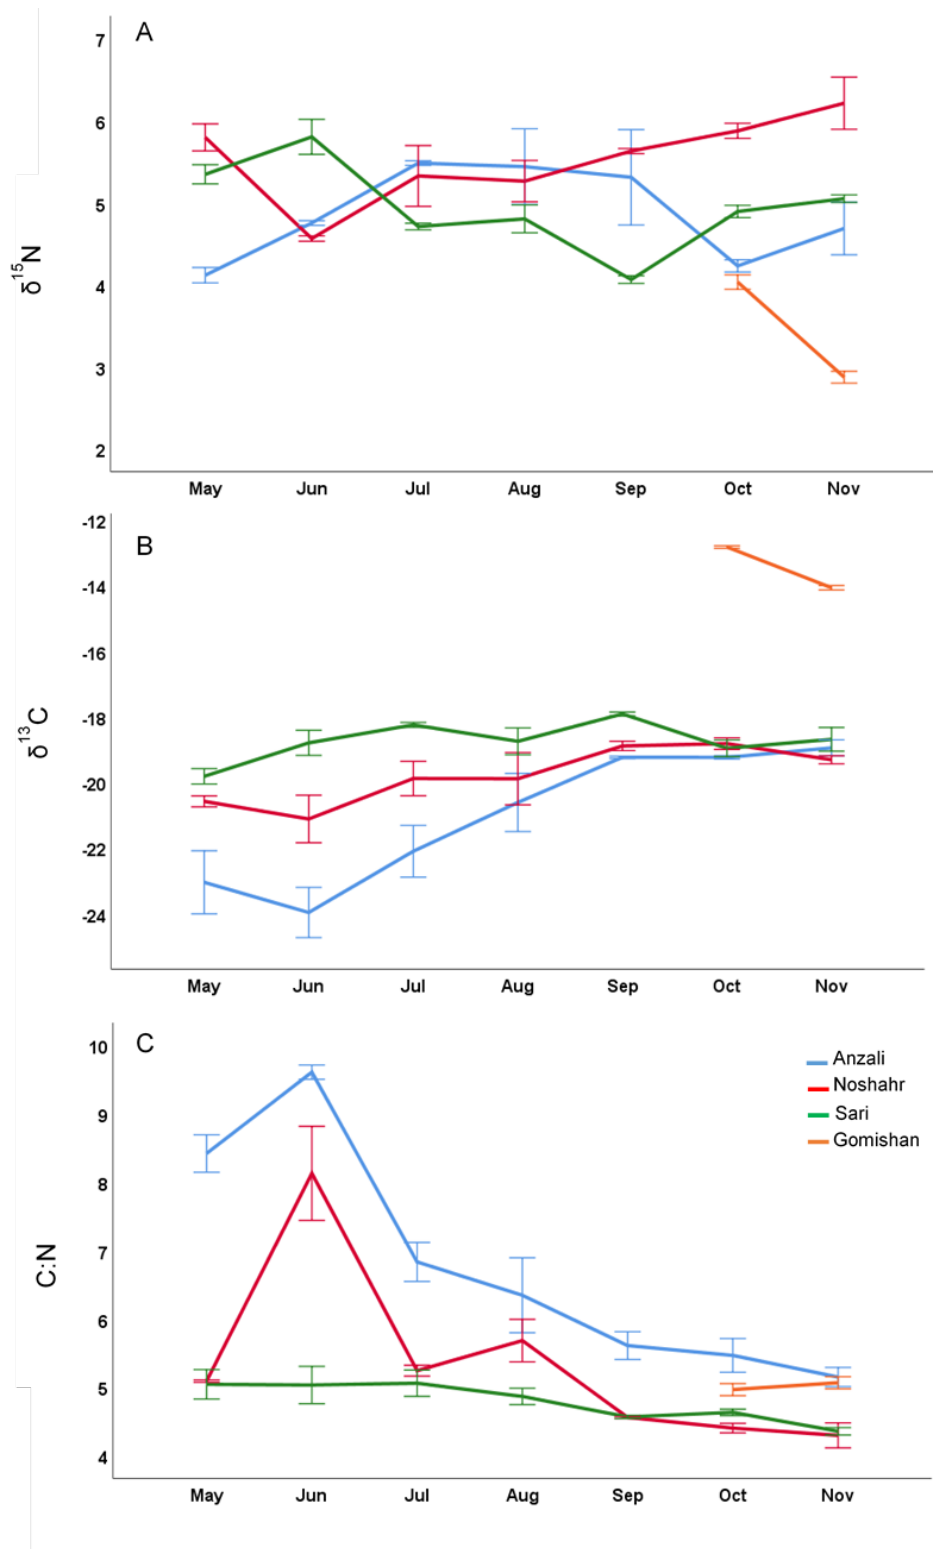 A
7
6
5
4
3
2
δ15N
May Jun Jul Aug Sep Oct Nov
B
-12
-14
-16
-18
-20
-22
-24
δ13C
May Jun Jul Aug Sep Oct Nov
C
10
9
8
7
6
5
4
C:N
Anzali
Noshahr
Sari
Gomishan
May Jun Jul Aug Sep Oct Nov